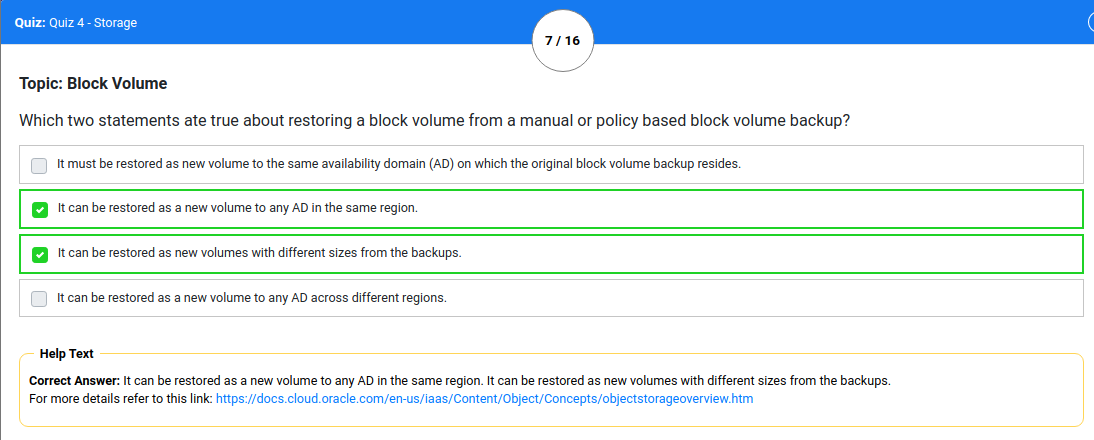 Quiz: Quiz 4 - Storage
7 / 16
Topic: Block Volume
Which two statements ate true about restoring a block volume from a manual or policy based block volume backup?
It must be restored as new volume to the same availability domain (AD) on which the original block volume backup resides.
It can be restored as a new volume to any AD in the same region.
It can be restored as new volumes with different sizes from the backups.
It can be restored as a new volume to any AD across different regions.
Help Text
Correct Answer: It can be restored as a new volume to any AD in the same region. It can be restored as new volumes with different sizes from the backups.
For more details refer to this link: https://docs.cloud.oracle.com/en-us/iaas/Content/Object/Concepts/objectstorageoverview.htm